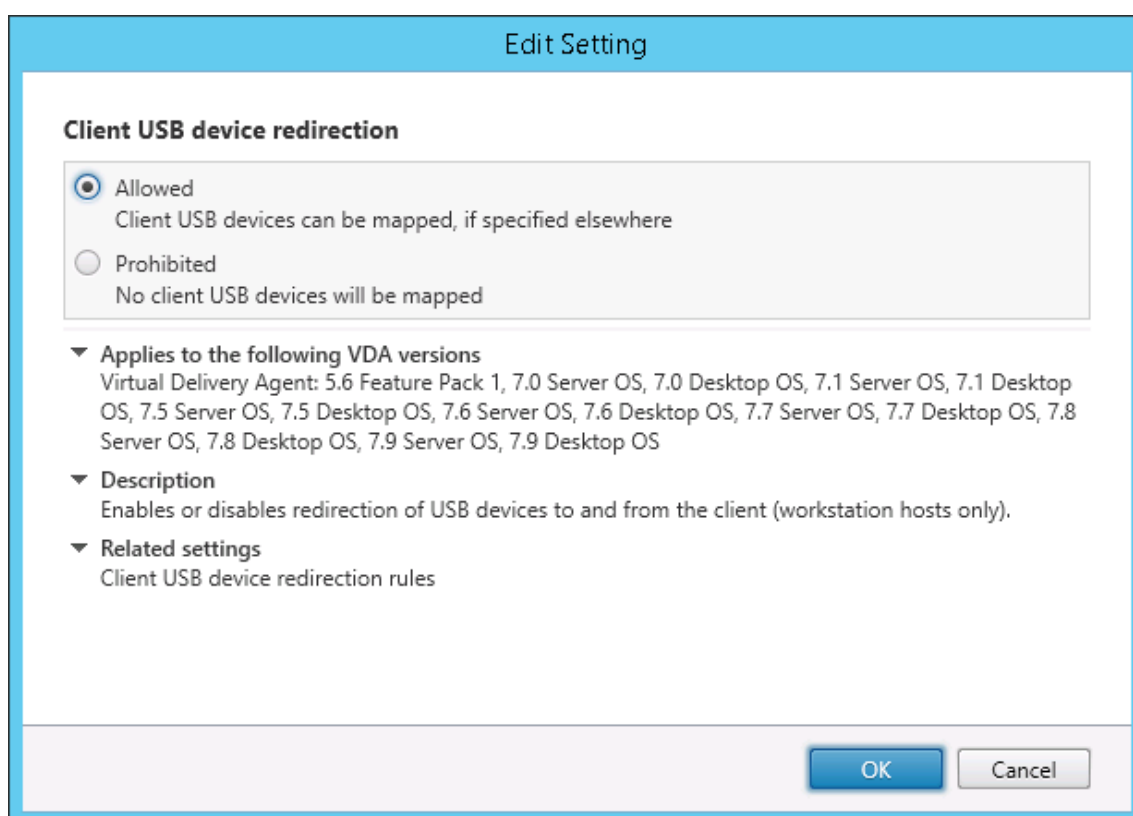 Edit Setting
Client USB device redirection
Allowed
Client USB devices can be mapped, if specified elsewhere
Prohibited
No client USB devices will be mapped
Applies to the following VDA versions
Virtual Delivery Agent: 5.6 Feature Pack 1, 7.0 Server OS, 7.0 Desktop OS, 7.1 Server OS, 7.1 Desktop
OS, 7.5 Server OS, 7.5 Desktop OS, 7.6 Server OS, 7.6 Desktop OS, 7.7 Server OS, 7.7 Desktop OS, 7.8
Server OS, 7.8 Desktop OS, 7.9 Server OS, 7.9 Desktop OS
Description
Enables or disables redirection of USB devices to and from the client (workstation hosts only).
Related settings
Client USB device redirection rules
OK Cancel